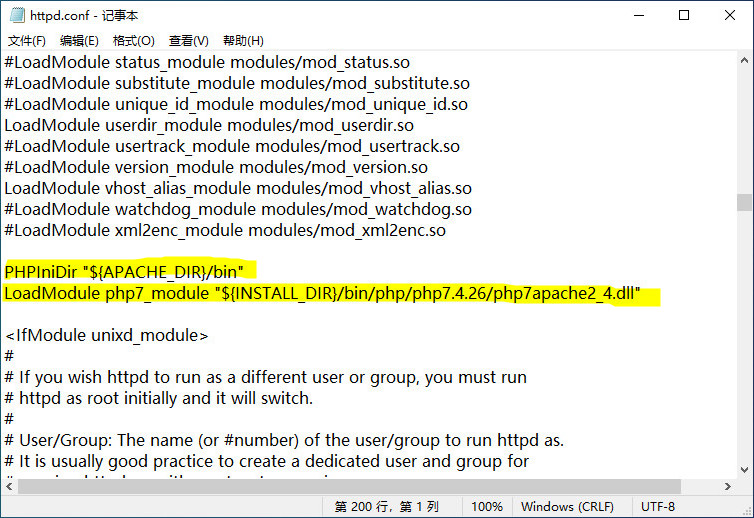 httpd.conf - 记事本
文件(F) 编辑(E) 格式(O) 查看(V) 帮助(H)
#LoadModule status_module modules/mod_status.so
#LoadModule substitute_module modules/mod_substitute.so
#LoadModule unique_id_module modules/mod_unique_id.so
LoadModule userdir_module modules/mod_userdir.so
#LoadModule usertrack_module modules/mod_usertrack.so
#LoadModule version_module modules/mod_version.so
LoadModule vhost_alias_module modules/mod_vhost_alias.so
#LoadModule watchdog_module modules/mod_watchdog.so
#LoadModule xml2enc_module modules/mod_xml2enc.so
PHPIniDir "${APACHE_DIR}/bin"
LoadModule php7_module "${INSTALL_DIR}/bin/php/php7.4.26/php7apache2_4.dll"
<IfModule unixd_module>
#
# If you wish httpd to run as a different user or group, you must run
# httpd as root initially and it will switch.
#
# User/Group: The name (or #number) of the user/group to run httpd as.
# It is usually good practice to create a dedicated user and group for
第 200 行，第 1 列 100% Windows (CRLF) UTF-8